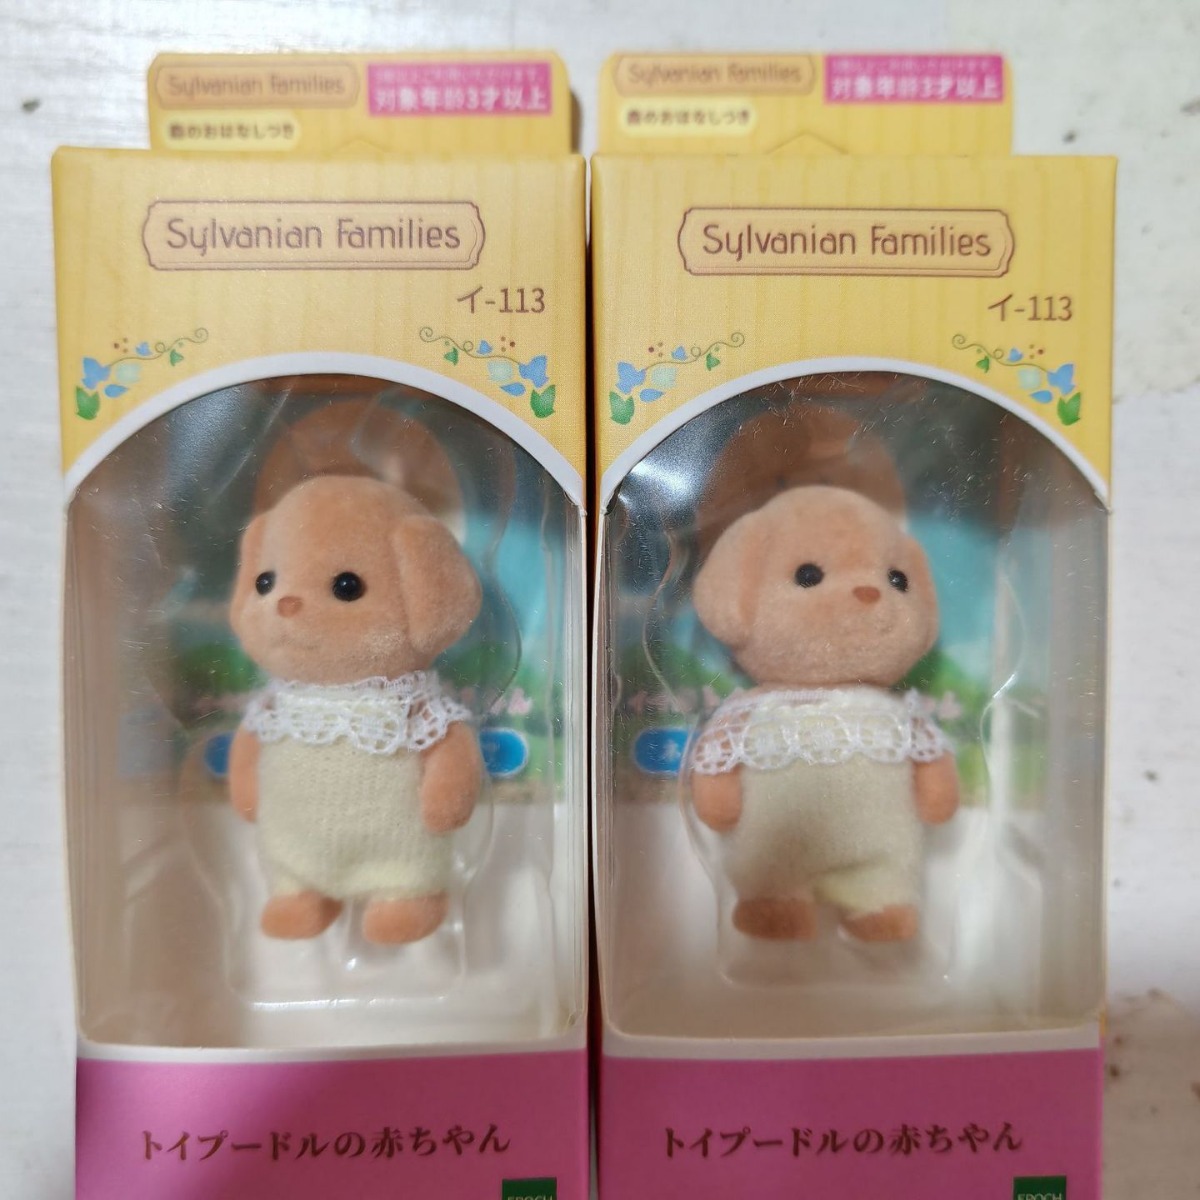 Sylvanian Families
対象年齢3才以上
森のおはなしつき
Sylvanian Families
イ-113
トイプードルの赤ちゃん
EPOCH
Sylvanian Families
対象年齢3才以上
森のおはなしつき
Sylvanian Families
イ-113
トイプードルの赤ちゃん
EPOCH